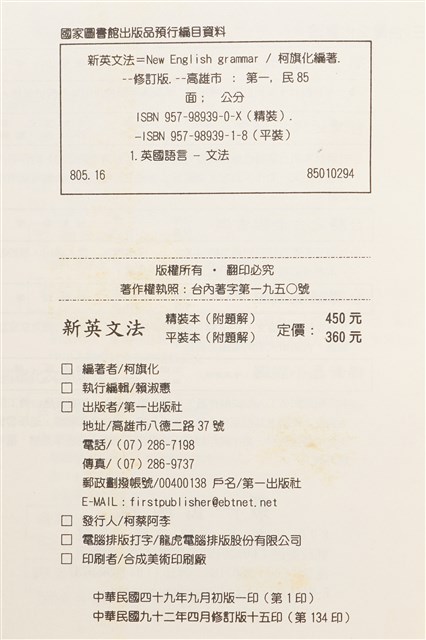 國家圖書館出版品預行編目資料
新英文法=New English grammar / 柯旗化編著.
--修訂版. --高雄市 : 第一, 民85
面; 公分
ISBN 957-98939-0-X (精裝).
-ISBN 957-98939-1-8 (平裝)
1.英國語言 - 文法
805.16 85010294
版權所有 · 翻印必究
著作權執照：台內著字第一九五○號
新英文法 精裝本（附題解） 平裝本（附題解） 定價： 450元 360元
□ 編著者/柯旗化
□ 執行編輯/賴淑惠
□ 出版者/第一出版社
地址/高雄市八德二路37號
電話/(07) 286-7198
傳真/(07) 286-9737
郵政劃撥帳號/00400138 戶名/第一出版社
E-MAIL：firstpublisher@ebtnet.net
□ 發行人/柯蔡阿李
□ 電腦排版打字/龍虎電腦排版股份有限公司
□ 印刷者/合成美術印刷廠
中華民國四十九年九月初版一印（第1印）
中華民國九十二年四月修訂版十五印（第134印）